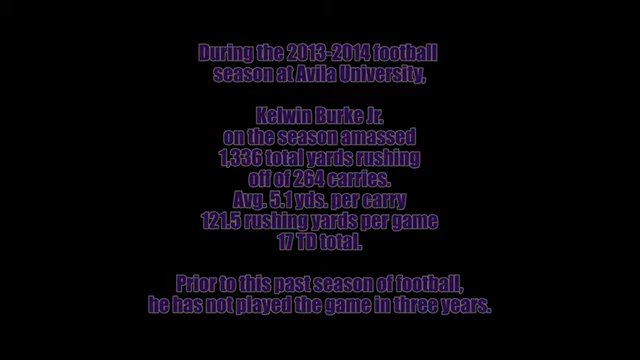 During the 2013-2014 football
season at Avila University,
Kelwin Burke Jr.
on the season amassed
1,336 total yards rushing
off of 264 carries.
Avg. 5.1 yds. per carry
121.5 rushing yards per game
17 TD total.
Prior to this past season of football,
he has not played the game in three years.